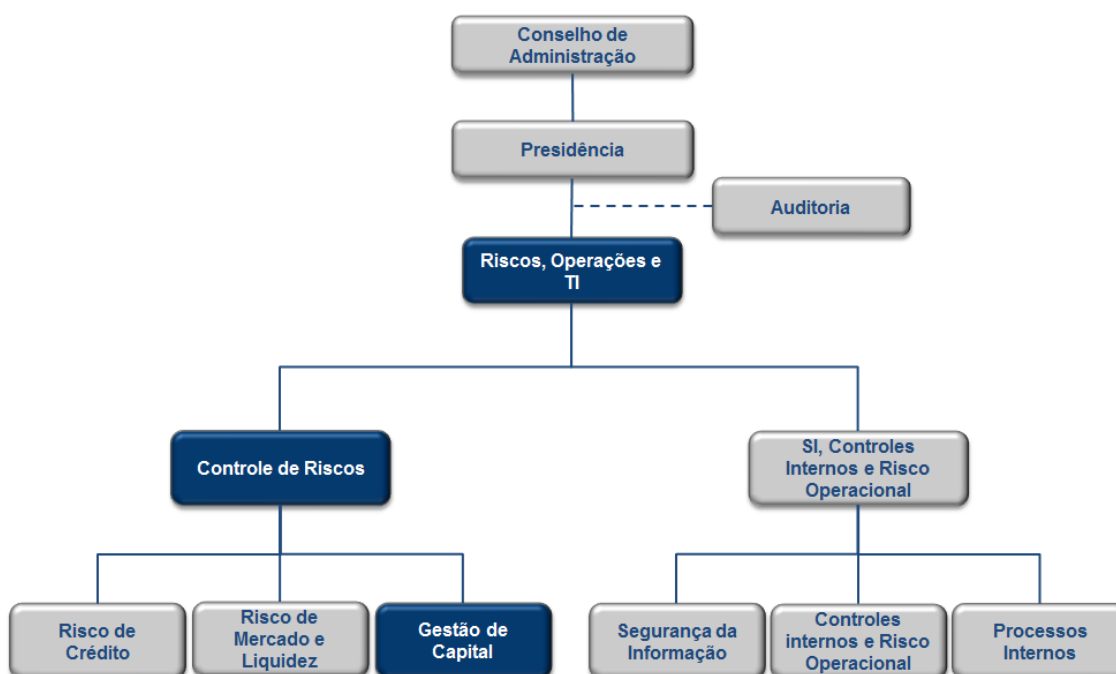 Conselho de
Administração
Presidência
Auditoria
Riscos, Operações e
TI
Controle de Riscos
SI, Controles
Internos e Risco
Operacional
Risco de
Crédito
Risco de
Mercado e
Liquidez
Gestão de
Capital
Segurança da
Informação
Controles
internos e Risco
Operacional
Processos
Internos